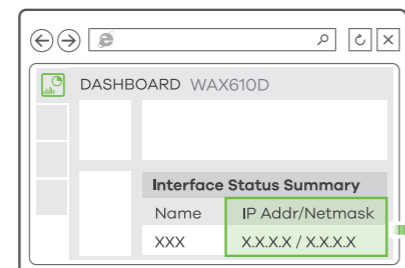 DASHBOARD WAX610D
Interface Status Summary
Name IP Addr/Netmask
XXX X.X.X.X / X.X.X.X